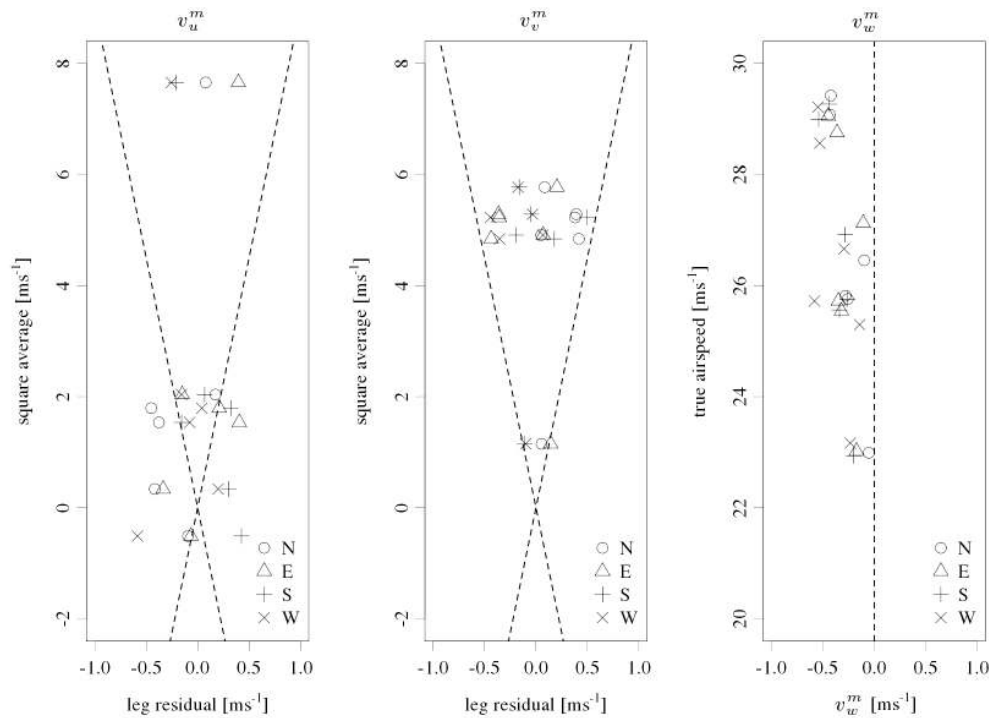 v_u^m
v_v^m
v_w^m
square average [ms⁻¹]
8
6
4
2
0
-2
N
E
S
W
-1.0 -0.5 0.0 0.5 1.0
leg residual [ms⁻¹]
square average [ms⁻¹]
8
6
4
2
0
-2
N
E
S
W
-1.0 -0.5 0.0 0.5 1.0
leg residual [ms⁻¹]
true airspeed [ms⁻¹]
30
28
26
24
22
20
N
E
S
W
-1.0 -0.5 0.0 0.5 1.0
v_w^m [ms⁻¹]